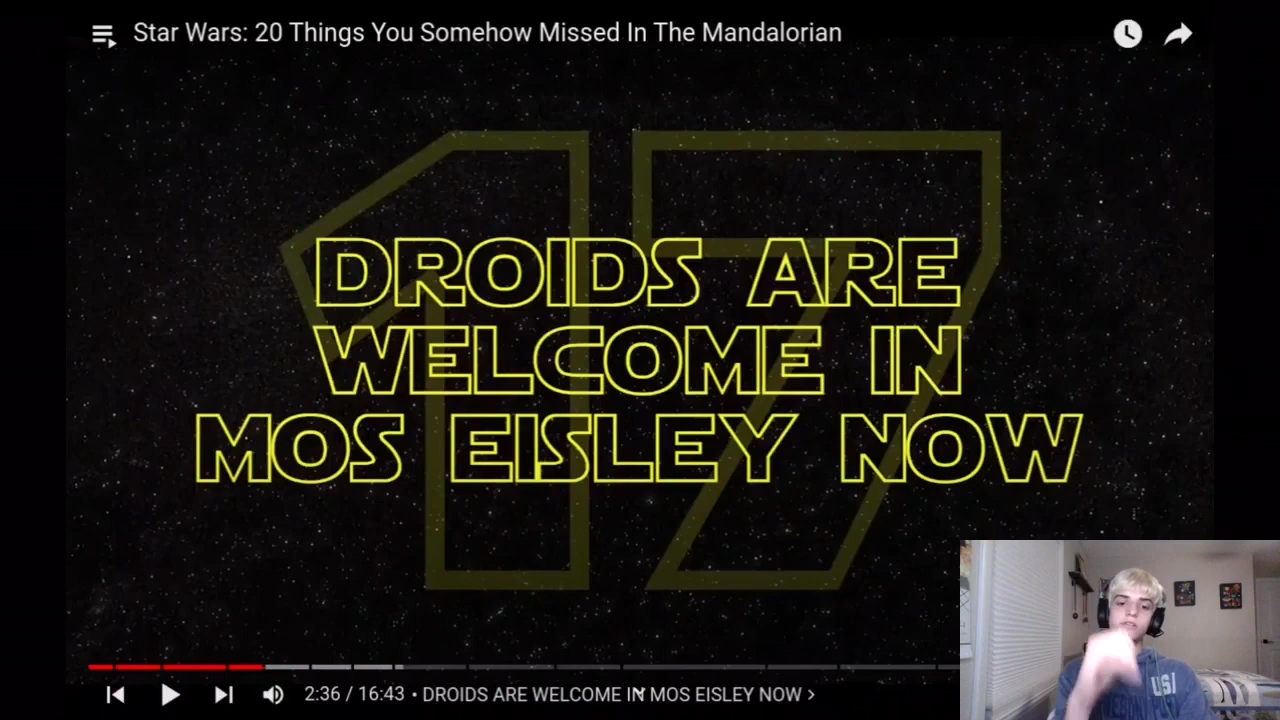 Star Wars: 20 Things You Somehow Missed In The Mandalorian
17
DROIDS ARE
WELCOME IN
MOS EISLEY NOW
2:36 / 16:43 • DROIDS ARE WELCOME IN MOS EISLEY NOW >
USI